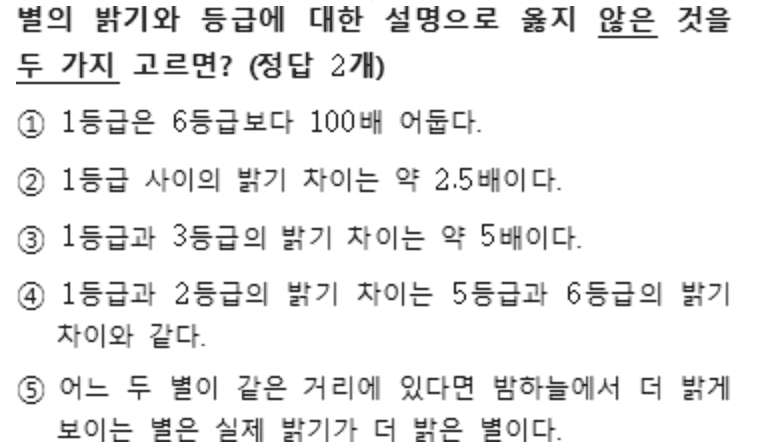 별의 밝기와 등급에 대한 설명으로 옳지 않은 것을
두 가지 고르면? (정답 2개)
① 1등급은 6등급보다 100배 어둡다.
② 1등급 사이의 밝기 차이는 약 2.5배이다.
③ 1등급과 3등급의 밝기 차이는 약 5배이다.
④ 1등급과 2등급의 밝기 차이는 5등급과 6등급의 밝기
차이와 같다.
⑤ 어느 두 별이 같은 거리에 있다면 밤하늘에서 더 밝게
보이는 별은 실제 밝기가 더 밝은 별이다.